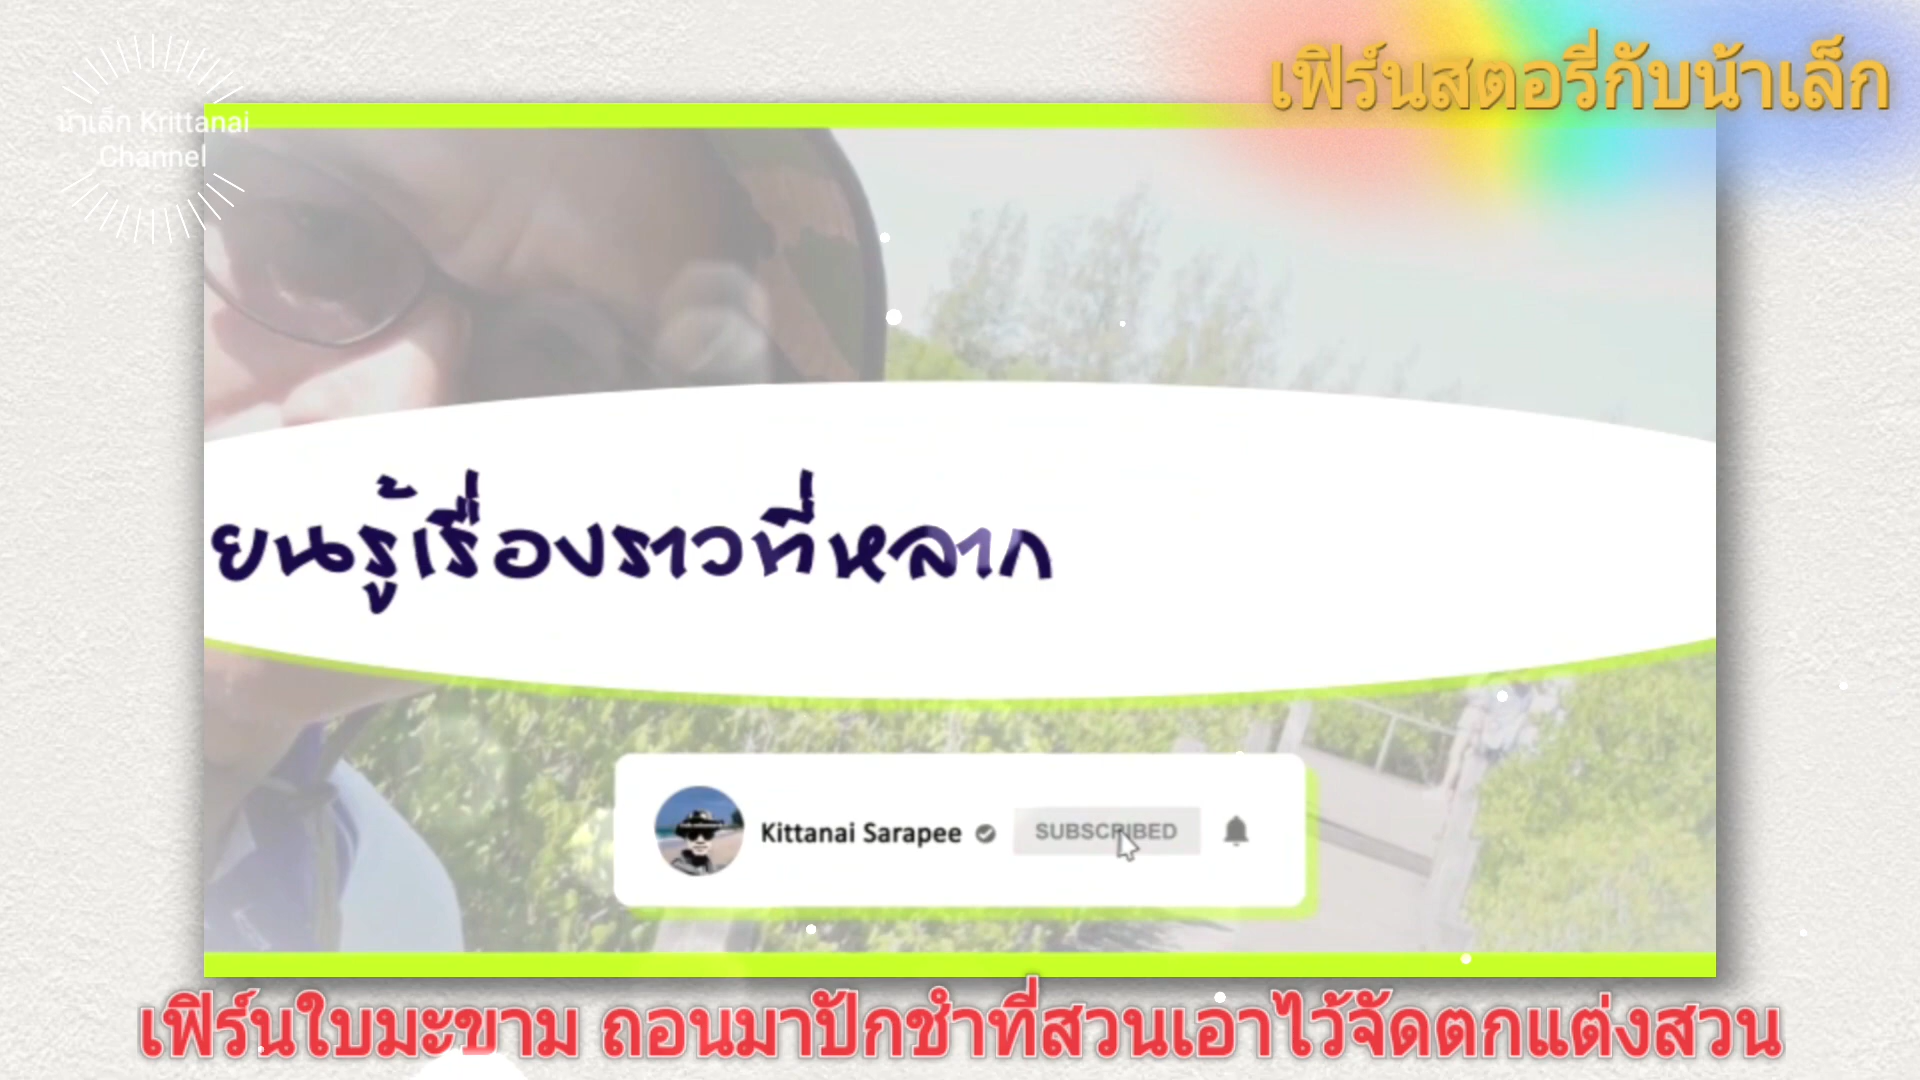 เฟิร์นสตอรี่กับน้าเล็ก
น้าเล็ก Krittanai
Channel
ยนรู้เรื่องราวที่หลาก
Kittanai Sarapee
SUBSCRIBED
เฟิร์นใบมะขาม ถอนมาปักชำที่สวนเอาไว้จัดตกแต่งสวน